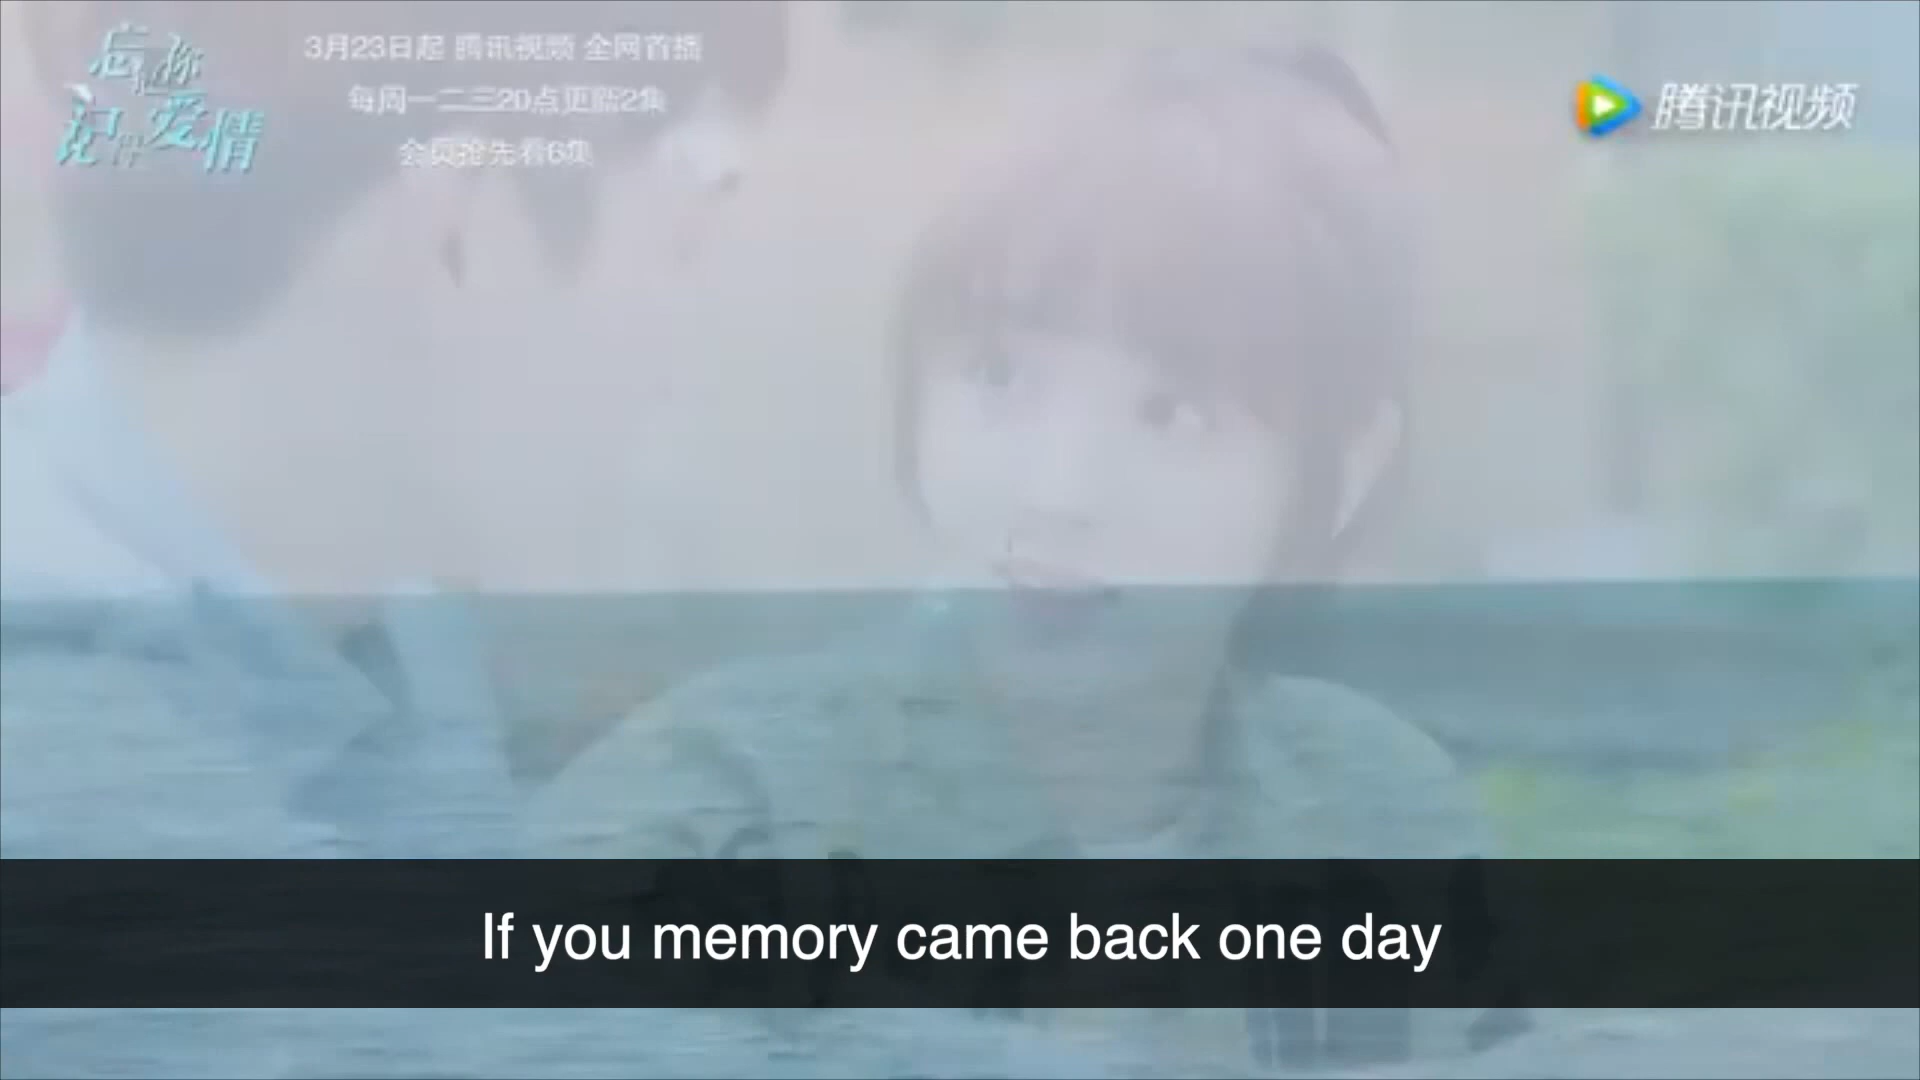 忘记你
记得爱情
3月23日起 腾讯视频 全网首播
每周一二三20点更新2集
会员抢先看6集
腾讯视频
If you memory came back one day